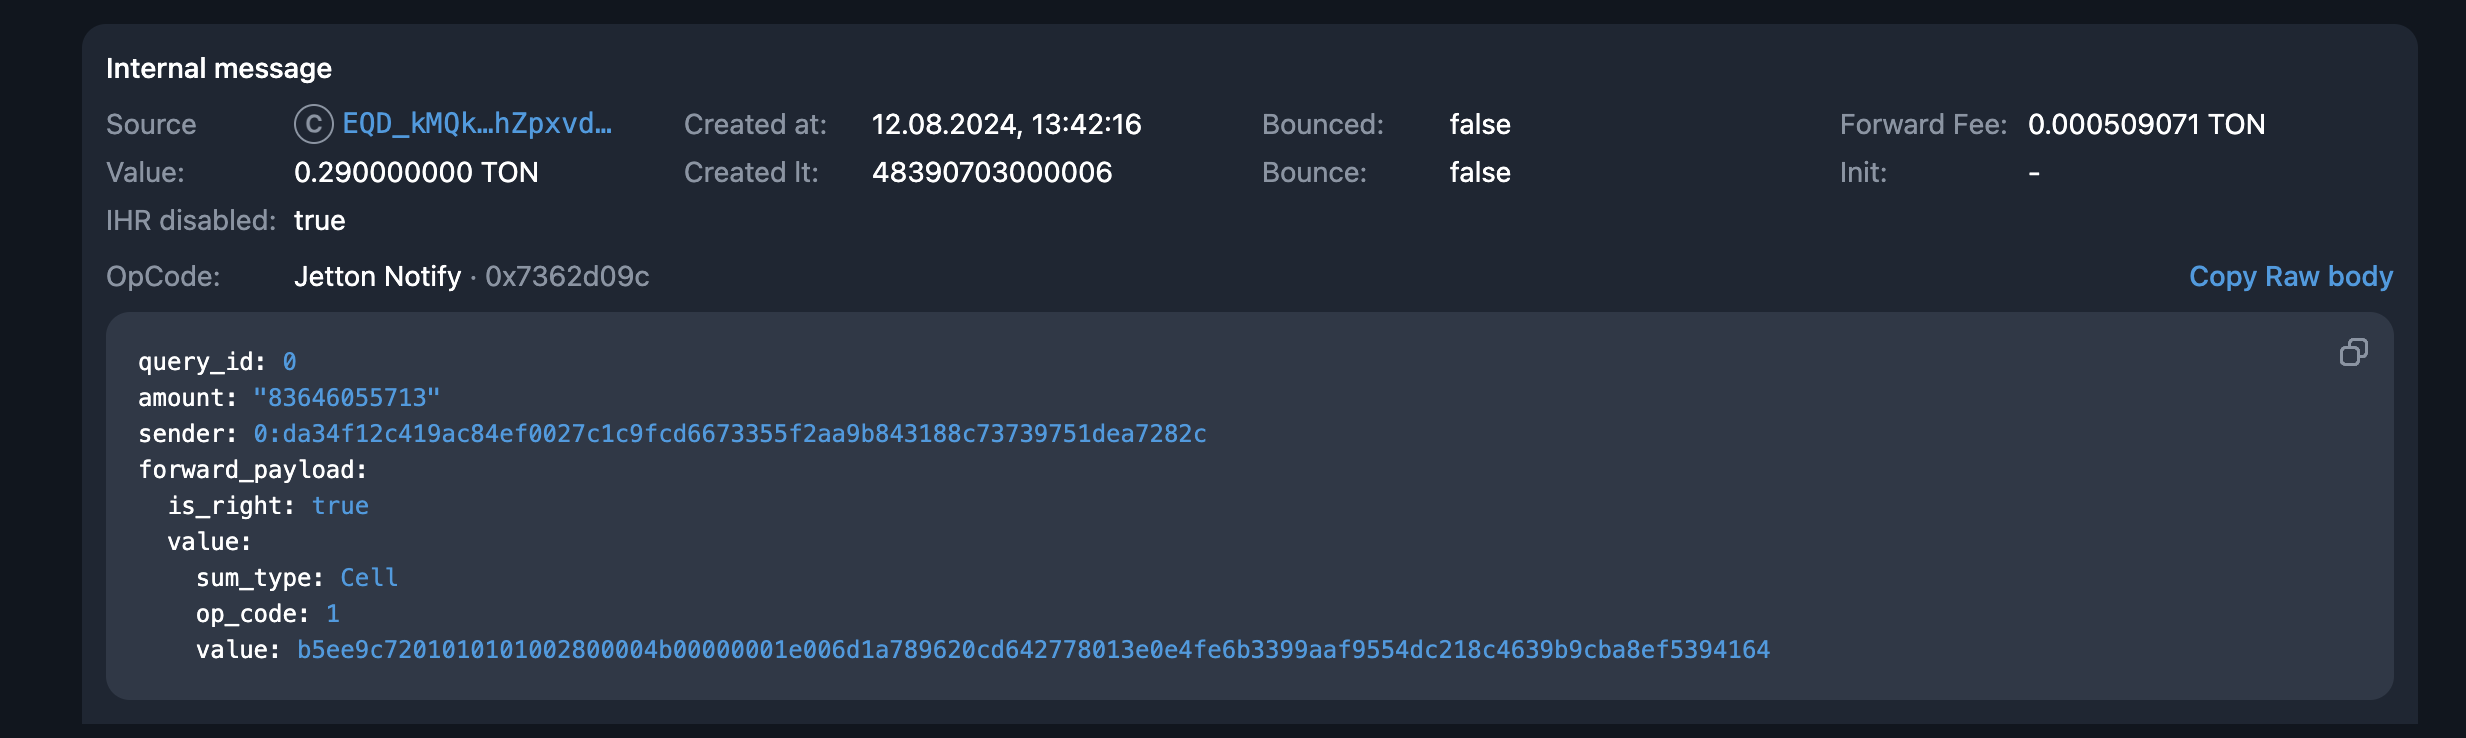 Internal message
Source C EQD_kMQk…hZpxvd… Created at: 12.08.2024, 13:42:16 Bounced: false Forward Fee: 0.000509071 TON
Value: 0.290000000 TON Created lt: 48390703000006 Bounce: false Init: -
IHR disabled: true
OpCode: Jetton Notify · 0x7362d09c Copy Raw body
query_id: 0
amount: "83646055713"
sender: 0:da34f12c419ac84ef0027c1c9fcd6673355f2aa9b843188c73739751dea7282c
forward_payload:
is_right: true
value:
sum_type: Cell
op_code: 1
value: b5ee9c7201010101002800004b00000001e006d1a789620cd642778013e0e4fe6b3399aaf9554dc218c4639b9cba8ef5394164